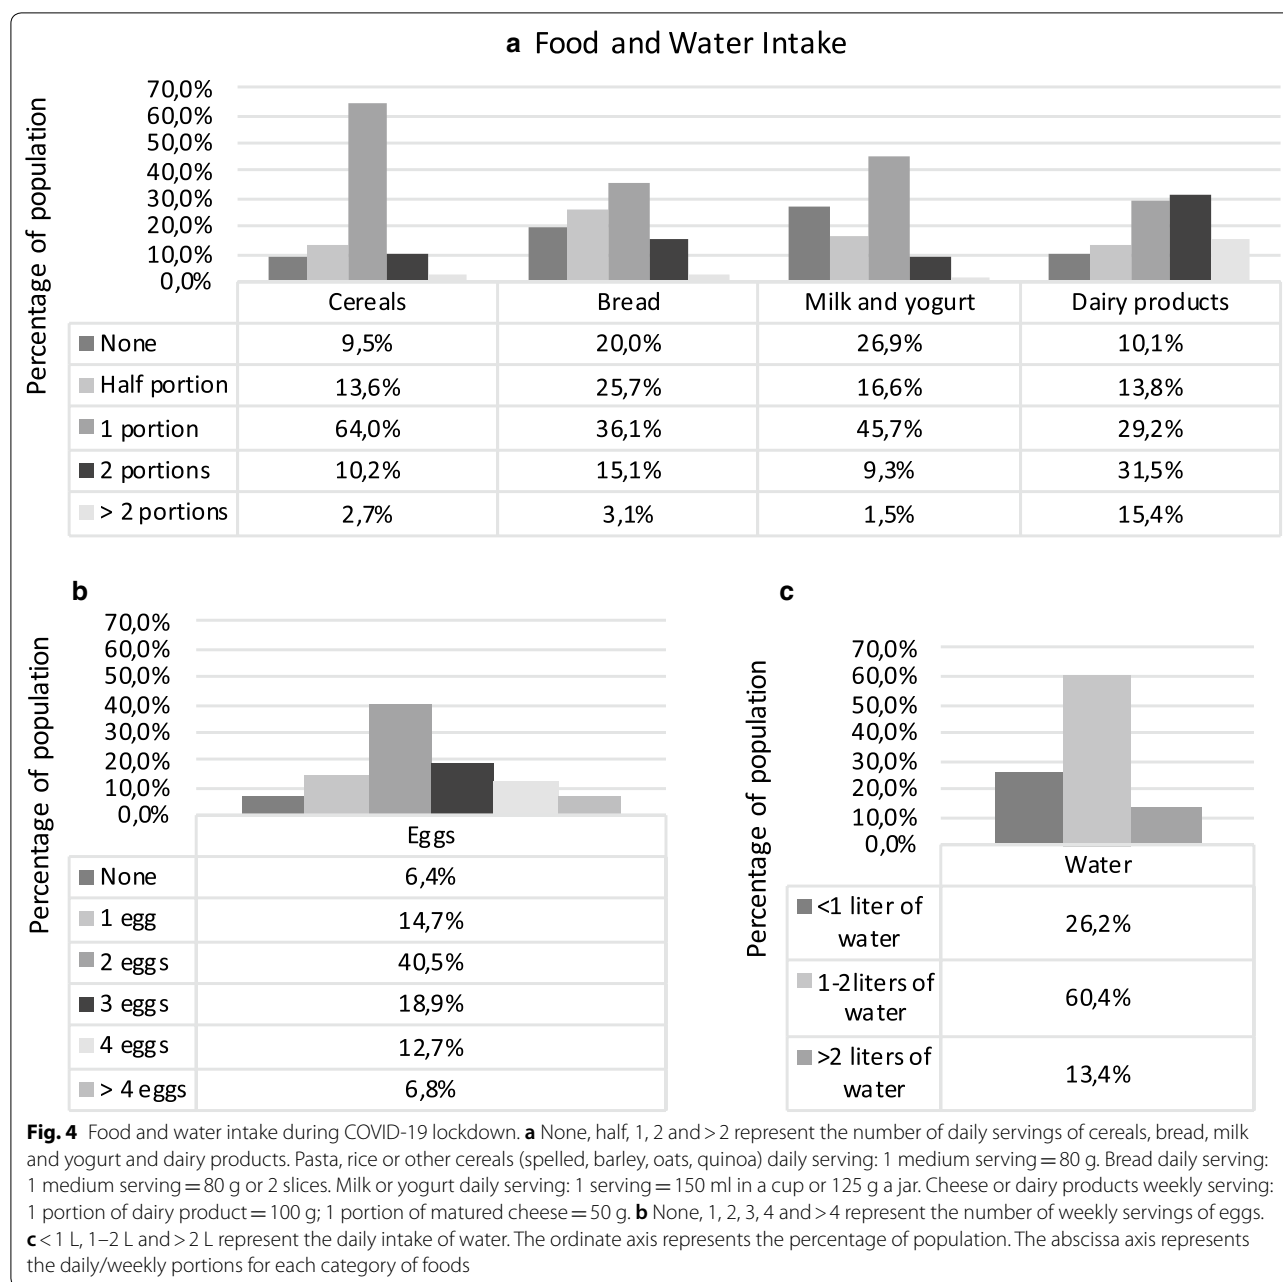 a Food and Water Intake
Percentage of population
70,0%
60,0%
50,0%
40,0%
30,0%
20,0%
10,0%
0,0%
Cereals Bread Milk and yogurt Dairy products
None 9,5% 20,0% 26,9% 10,1%
Half portion 13,6% 25,7% 16,6% 13,8%
1 portion 64,0% 36,1% 45,7% 29,2%
2 portions 10,2% 15,1% 9,3% 31,5%
> 2 portions 2,7% 3,1% 1,5% 15,4%
b
Percentage of population
70,0%
60,0%
50,0%
40,0%
30,0%
20,0%
10,0%
0,0%
Eggs
None 6,4%
1 egg 14,7%
2 eggs 40,5%
3 eggs 18,9%
4 eggs 12,7%
> 4 eggs 6,8%
c
Percentage of population
70,0%
60,0%
50,0%
40,0%
30,0%
20,0%
10,0%
0,0%
Water
<1 liter of
water
26,2%
1-2liters of
water
60,4%
>2 liters of
water
13,4%
Fig. 4 Food and water intake during COVID-19 lockdown. a None, half, 1, 2 and > 2 represent the number of daily servings of cereals, bread, milk
and yogurt and dairy products. Pasta, rice or other cereals (spelled, barley, oats, quinoa) daily serving: 1 medium serving = 80 g. Bread daily serving:
1 medium serving = 80 g or 2 slices. Milk or yogurt daily serving: 1 serving = 150 ml in a cup or 125 g a jar. Cheese or dairy products weekly serving:
1 portion of dairy product = 100 g; 1 portion of matured cheese = 50 g. b None, 1, 2, 3, 4 and > 4 represent the number of weekly servings of eggs.
c < 1 L, 1–2 L and > 2 L represent the daily intake of water. The ordinate axis represents the percentage of population. The abscissa axis represents
the daily/weekly portions for each category of foods